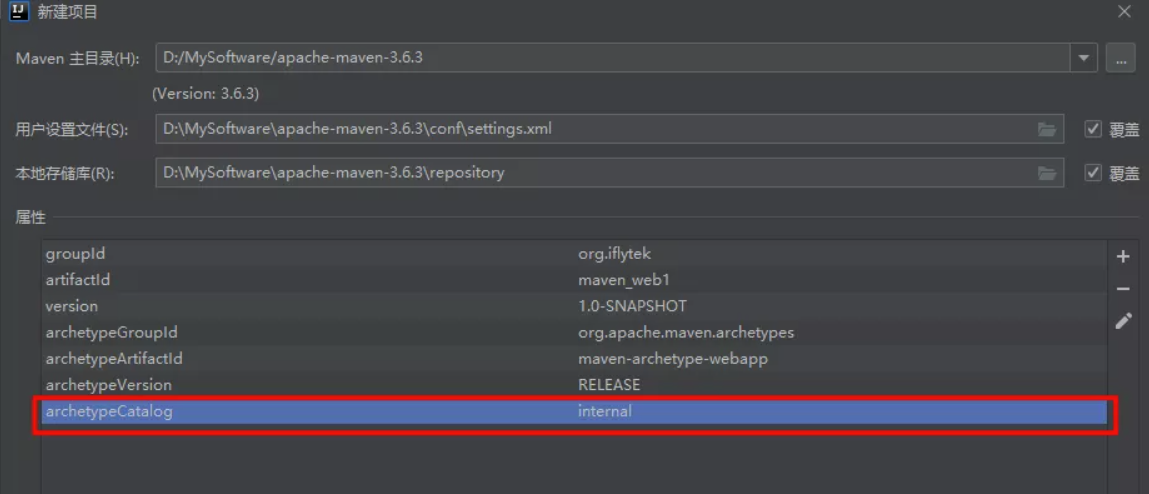 新建项目
Maven 主目录(H): D:/MySoftware/apache-maven-3.6.3 ...
(Version: 3.6.3)
用户设置文件(S): D:\MySoftware\apache-maven-3.6.3\conf\settings.xml 覆盖
本地存储库(R): D:\MySoftware\apache-maven-3.6.3\repository 覆盖
属性
groupId org.iflytek
artifactId maven_web1
version 1.0-SNAPSHOT
archetypeGroupId org.apache.maven.archetypes
archetypeArtifactId maven-archetype-webapp
archetypeVersion RELEASE
archetypeCatalog internal